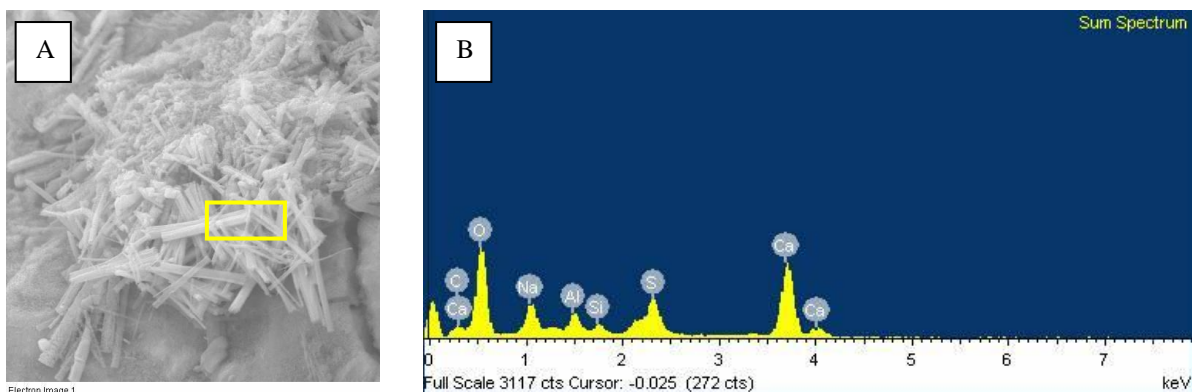 A
Electron Image 1
B
Sum Spectrum
O
C
Ca
Na
Al
Si
S
Ca
Ca
0 1 2 3 4 5 6 7
Full Scale 3117 cts Cursor: -0.025 (272 cts)
keV